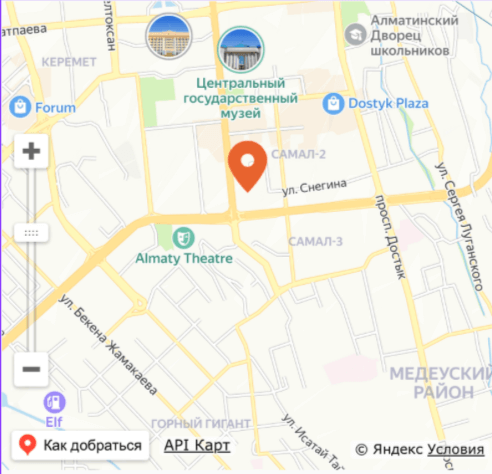 атпаева
лтоксан
Алматинский
Дворец
школьников
КЕРЕМЕТ
Центральный
государственный
музей
Forum
Dostyk Plaza
САМАЛ-2
ул. Снегина
ул. Сергея Луганского
просп. Достык
САМАЛ-3
Almaty Theatre
ул. Бекена Жамакаева
МЕДЕУСКИЙ
РАЙОН
Elf
ГОРНЫЙ ГИГАНТ
ул. Исатай Та
Как добраться
API Карт
© Яндекс Условия